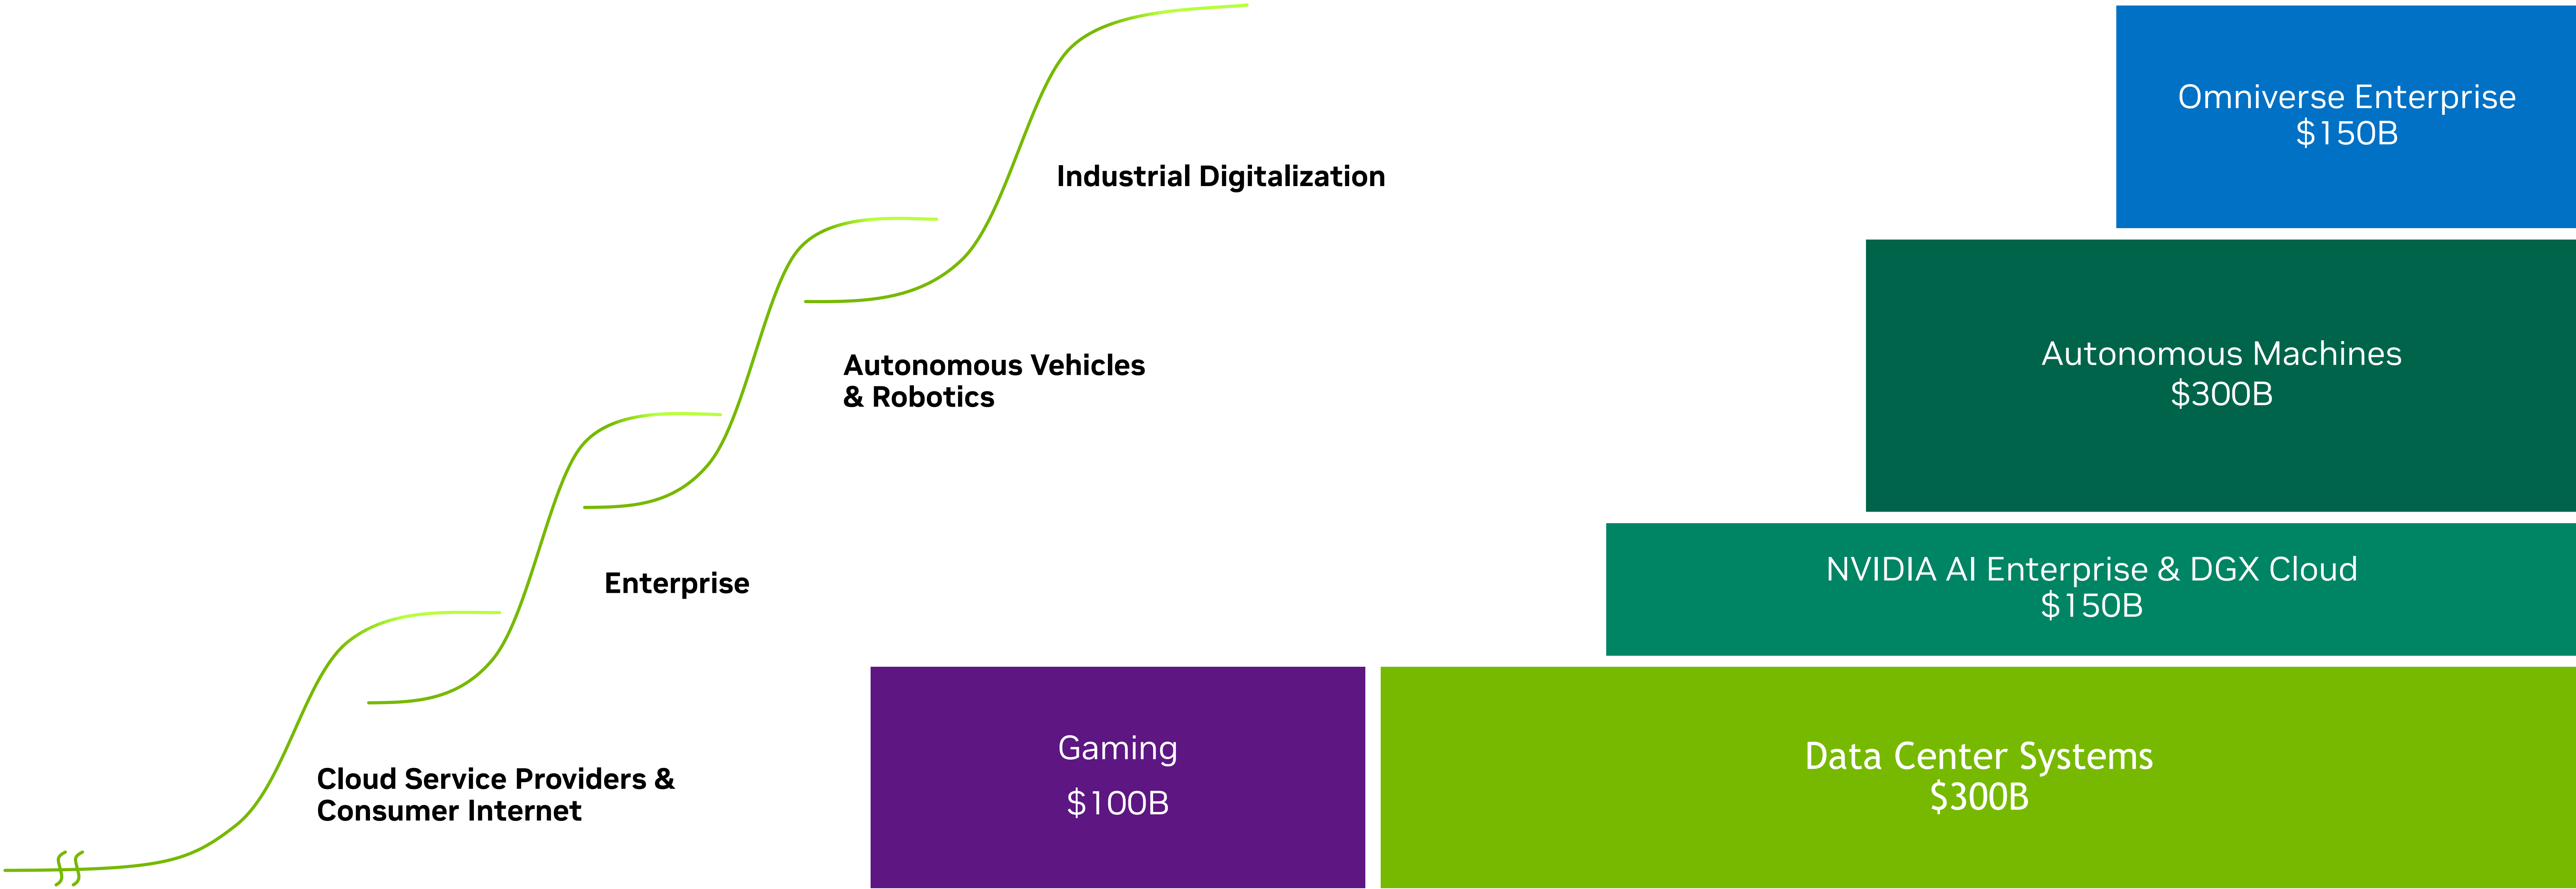 Industrial Digitalization
Autonomous Vehicles
& Robotics
Enterprise
Cloud Service Providers &
Consumer Internet
Omniverse Enterprise
$150B
Autonomous Machines
$300B
NVIDIA AI Enterprise & DGX Cloud
$150B
Gaming
$100B
Data Center Systems
$300B